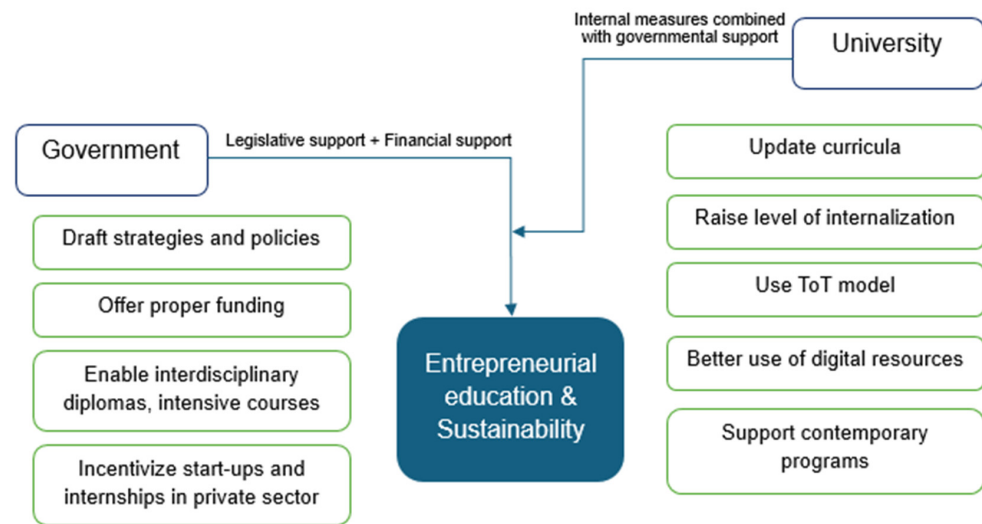 Internal measures combined
with governmental support
University
Government
Legislative support + Financial support
Draft strategies and policies
Offer proper funding
Enable interdisciplinary
diplomas, intensive courses
Incentivize start-ups and
internships in private sector
Entrepreneurial
education &
Sustainability
Update curricula
Raise level of internalization
Use ToT model
Better use of digital resources
Support contemporary
programs